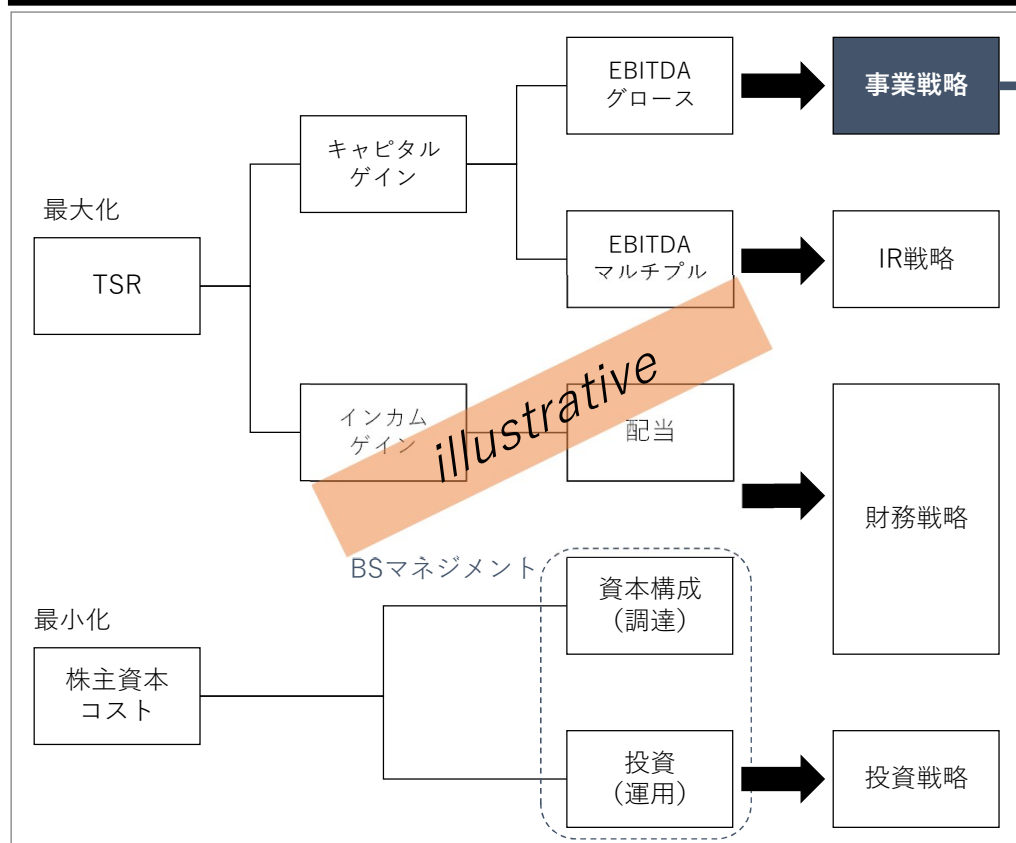 EBITDA
グロース
事業戦略
キャピタル
ゲイン
最大化
TSR
EBITDA
マルチプル
IR戦略
インカム
ゲイン
illustrative
配当
財務戦略
BSマネジメント
資本構成
（調達）
最小化
株主資本
コスト
投資
（運用）
投資戦略